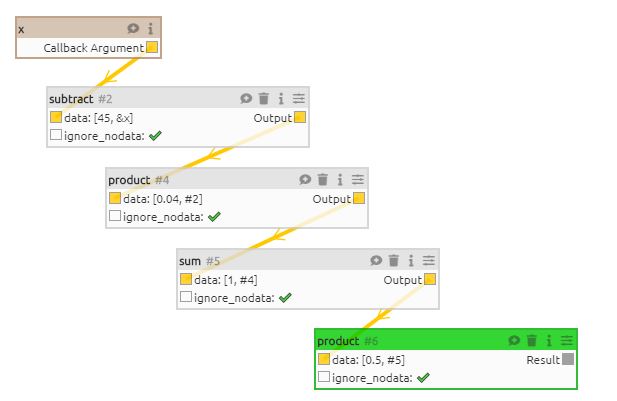 x
Callback Argument
subtract #2
data: [45, &x] Output
ignore_nodata:
product #4
data: [0.04, #2] Output
ignore_nodata:
sum #5
data: [1, #4] Output
ignore_nodata:
product #6
data: [0.5, #5] Result
ignore_nodata: